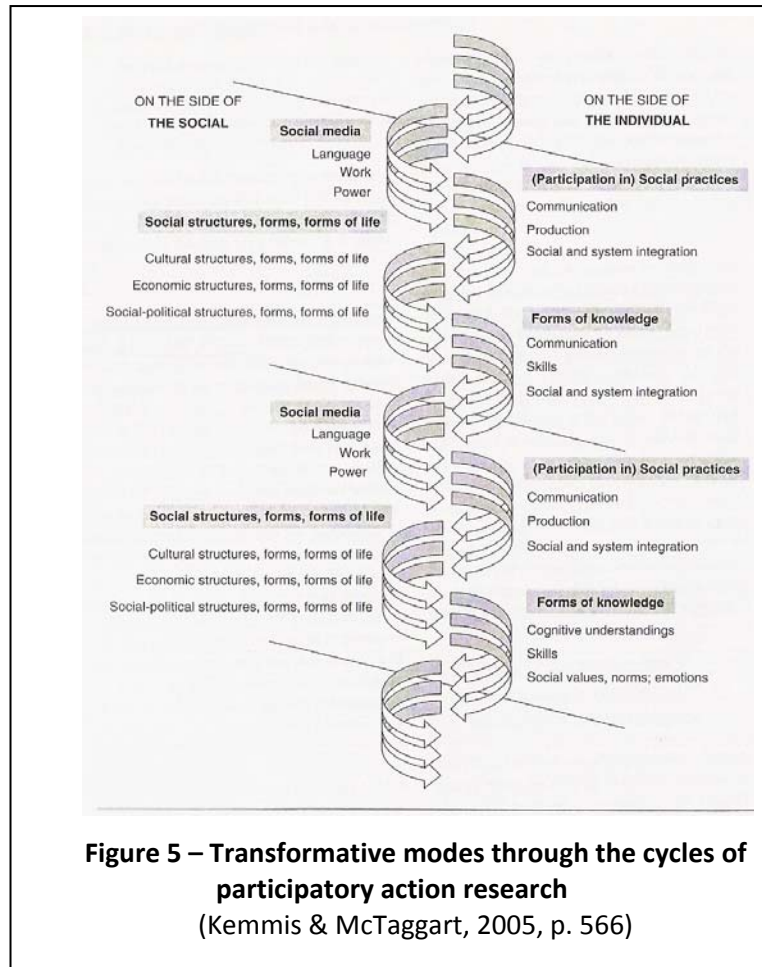 ON THE SIDE OF
THE SOCIAL
ON THE SIDE OF
THE INDIVIDUAL
Social media
Language
Work
Power
(Participation in) Social practices
Communication
Production
Social and system integration
Social structures, forms, forms of life
Cultural structures, forms, forms of life
Economic structures, forms, forms of life
Social-political structures, forms, forms of life
Forms of knowledge
Communication
Skills
Social and system integration
Social media
Language
Work
Power
(Participation in) Social practices
Communication
Production
Social and system integration
Social structures, forms, forms of life
Cultural structures, forms, forms of life
Economic structures, forms, forms of life
Social-political structures, forms, forms of life
Forms of knowledge
Cognitive understandings
Skills
Social values, norms; emotions
Figure 5 – Transformative modes through the cycles of
participatory action research
(Kemmis & McTaggart, 2005, p. 566)